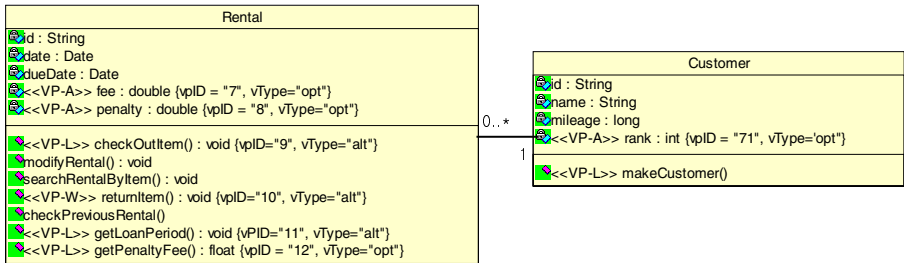 Rental
id : String
date : Date
dueDate : Date
<<VP-A>> fee : double {vpID = "7", vType="opt"}
<<VP-A>> penalty : double {vpID = "8", vType="opt"}
<<VP-L>> checkOutItem() : void {vpID="9", vType="alt"}
modifyRental() : void
searchRentalByItem() : void
<<VP-W>> returnItem() : void {vpID="10", vType="alt"}
checkPreviousRental()
<<VP-L>> getLoanPeriod() : void {vPID="11", vType="alt"}
<<VP-L>> getPenaltyFee() : float {vpID = "12", vType="opt"}
0..*
1
Customer
id : String
name : String
mileage : long
<<VP-A>> rank : int {vpID = "71", vType='opt"}
<<VP-L>> makeCustomer()